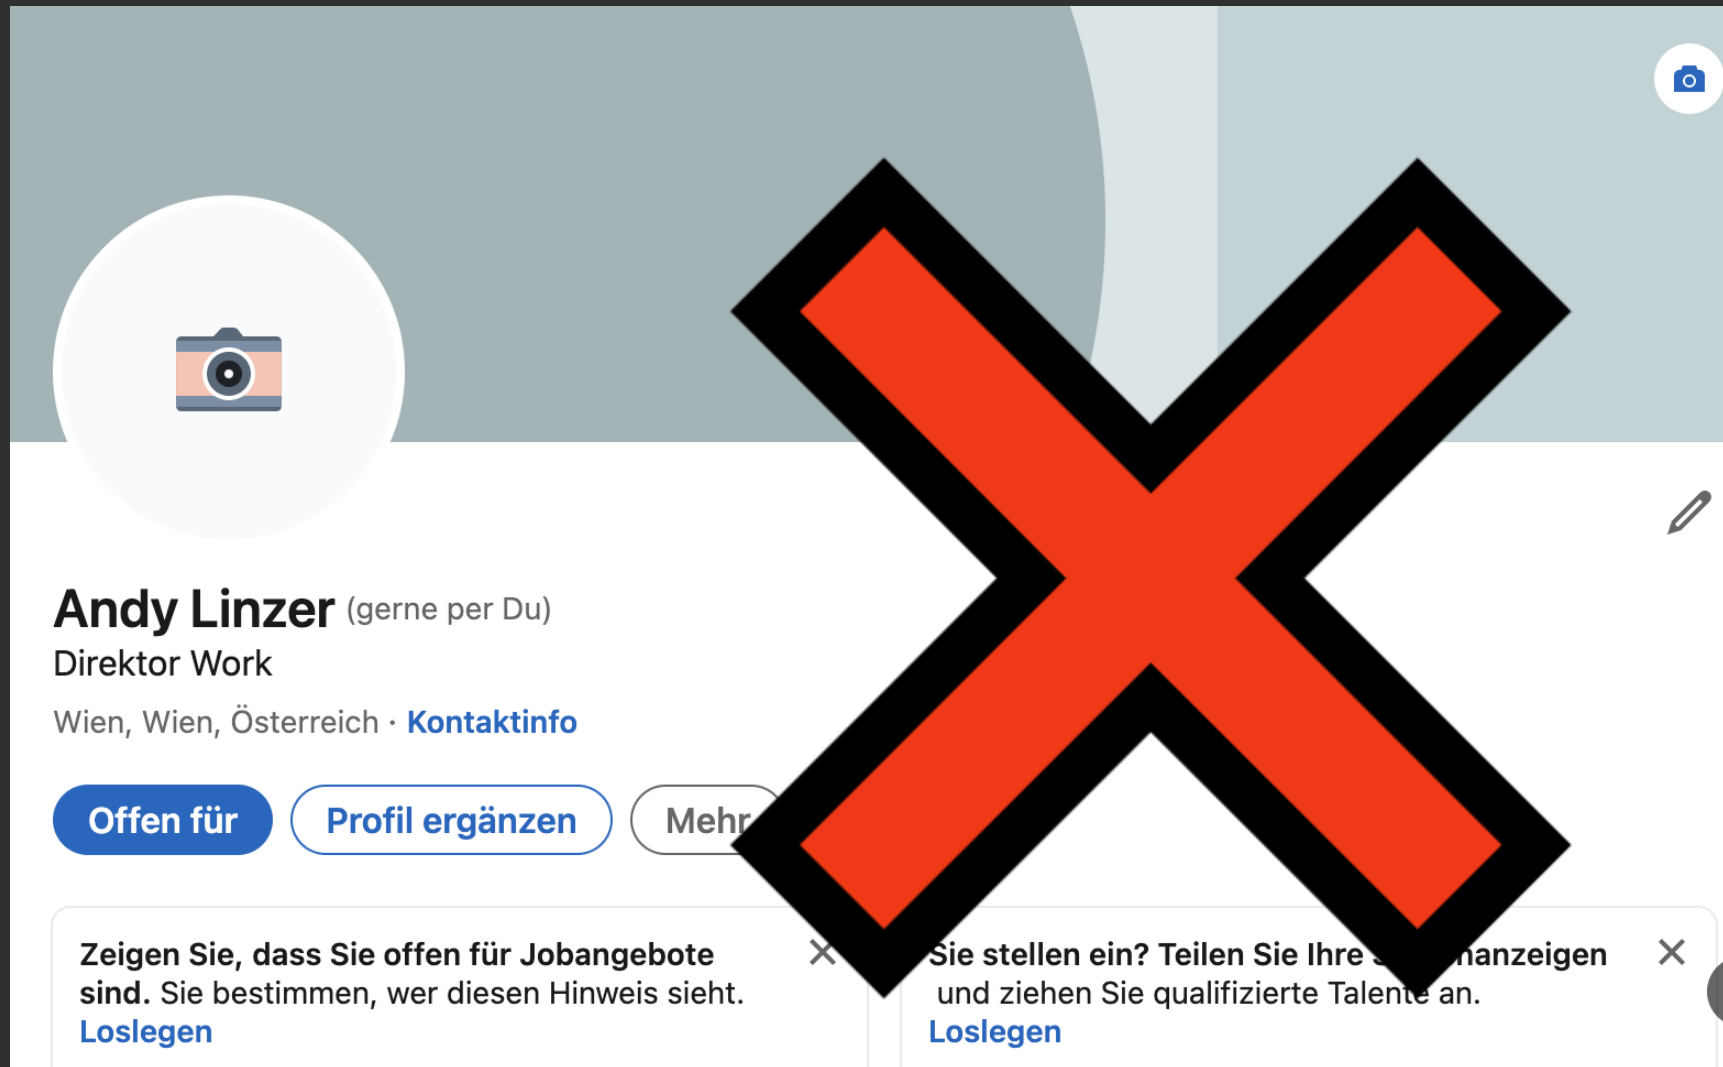 Andy Linzer (gerne per Du)
Direktor Work
Wien, Wien, Österreich · Kontaktinfo
Offen für
Profil ergänzen
Mehr
Zeigen Sie, dass Sie offen für Jobangebote
sind. Sie bestimmen, wer diesen Hinweis sieht.
Loslegen
Sie stellen ein? Teilen Sie Ihre
und ziehen Sie qualifizierte Talente an.
Loslegen